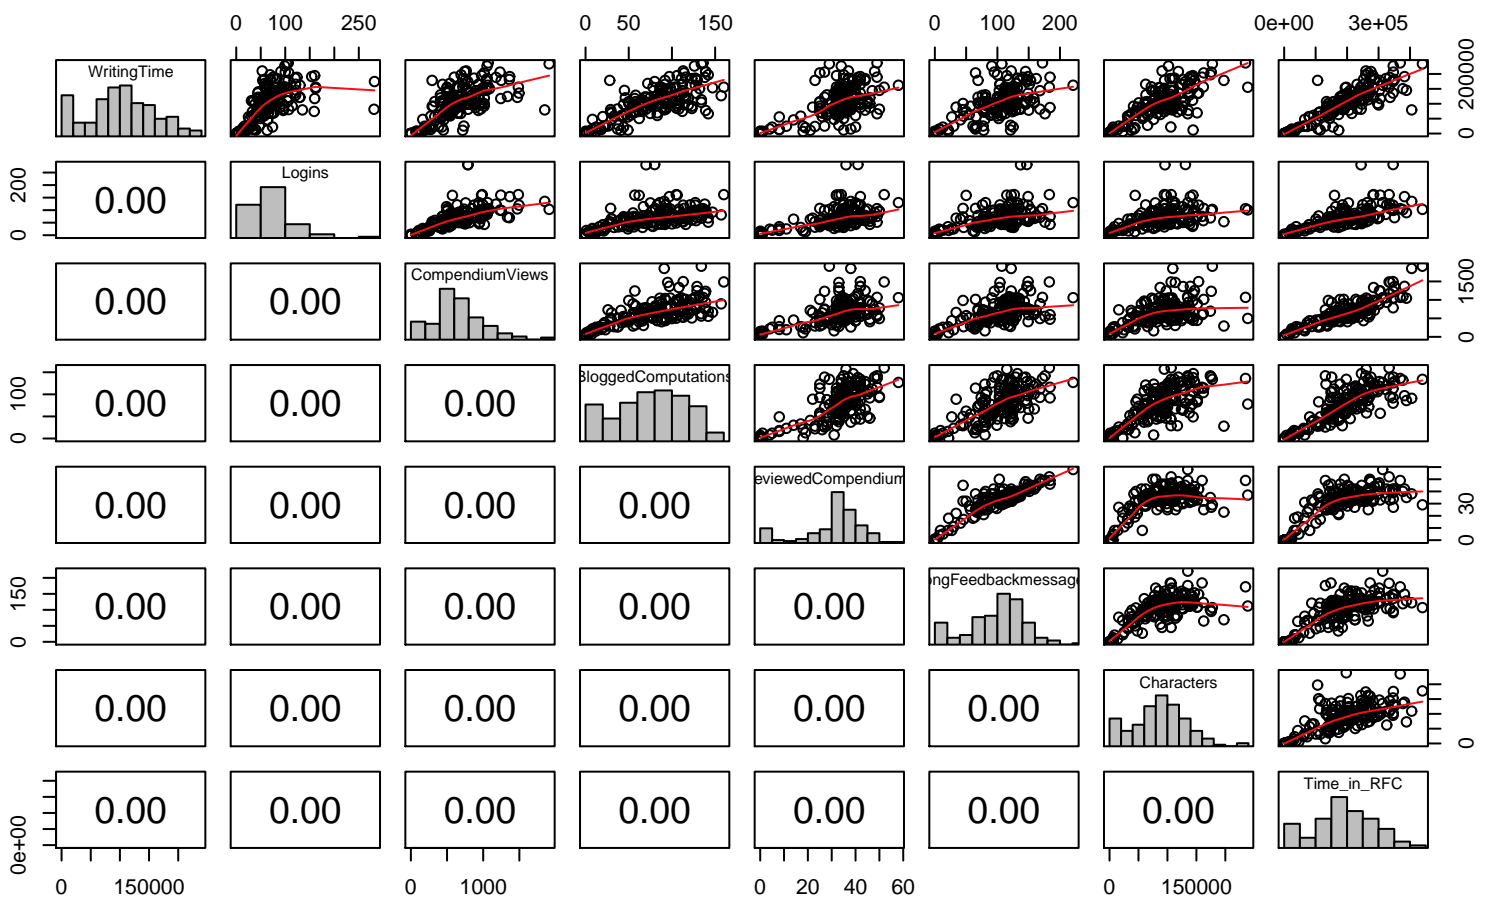 0 100 250 0 50 150 0 100 200 0e+00 3e+05
WritingTime 0 200000
0 200 0.00 Logins
0.00 0.00 CompendiumViews 0 1500
0 100 0.00 0.00 0.00 BloggedComputations
0.00 0.00 0.00 0.00 eviewedCompendium 0 30
0 150 0.00 0.00 0.00 0.00 0.00 ongFeedbackmessage
0.00 0.00 0.00 0.00 0.00 0.00 Characters 0
0e+00 0.00 0.00 0.00 0.00 0.00 0.00 0.00 Time_in_RFC
0 150000 0 1000 0 20 40 60 0 150000